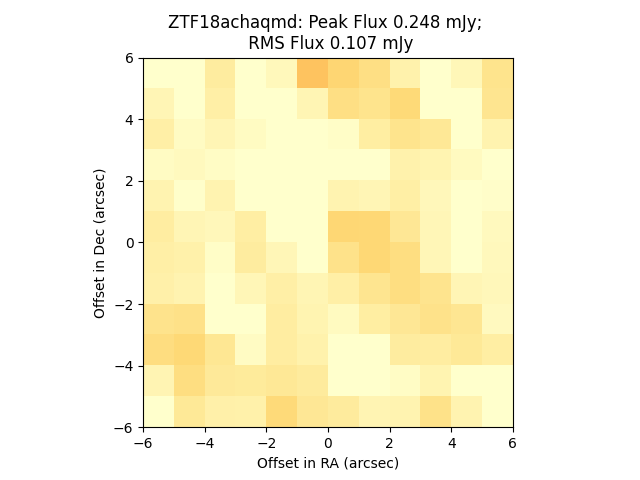 ZTF18achaqmd: Peak Flux 0.248 mJy;
RMS Flux 0.107 mJy
6
4
2
0
−2
−4
−6
Offset in Dec (arcsec)
−6 −4 −2 0 2 4 6
Offset in RA (arcsec)